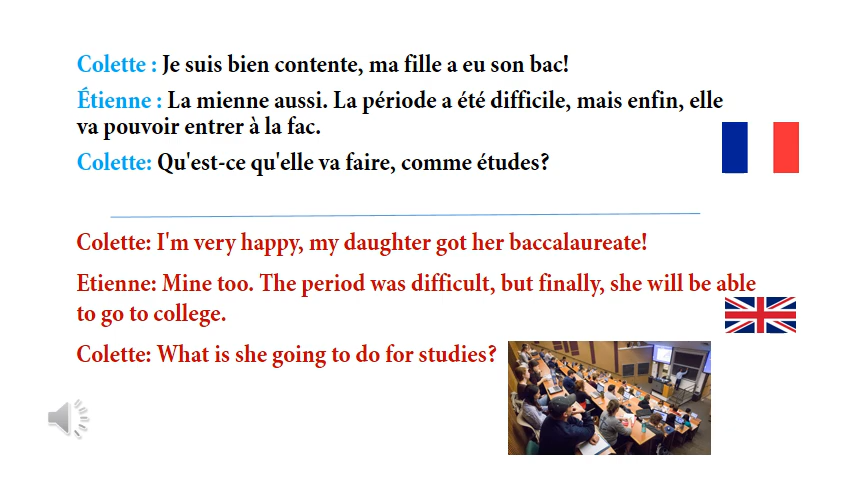 Colette : Je suis bien contente, ma fille a eu son bac!
Étienne : La mienne aussi. La période a été difficile, mais enfin, elle
va pouvoir entrer à la fac.
Colette: Qu'est-ce qu'elle va faire, comme études?
Colette: I'm very happy, my daughter got her baccalaureate!
Etienne: Mine too. The period was difficult, but finally, she will be able
to go to college.
Colette: What is she going to do for studies?